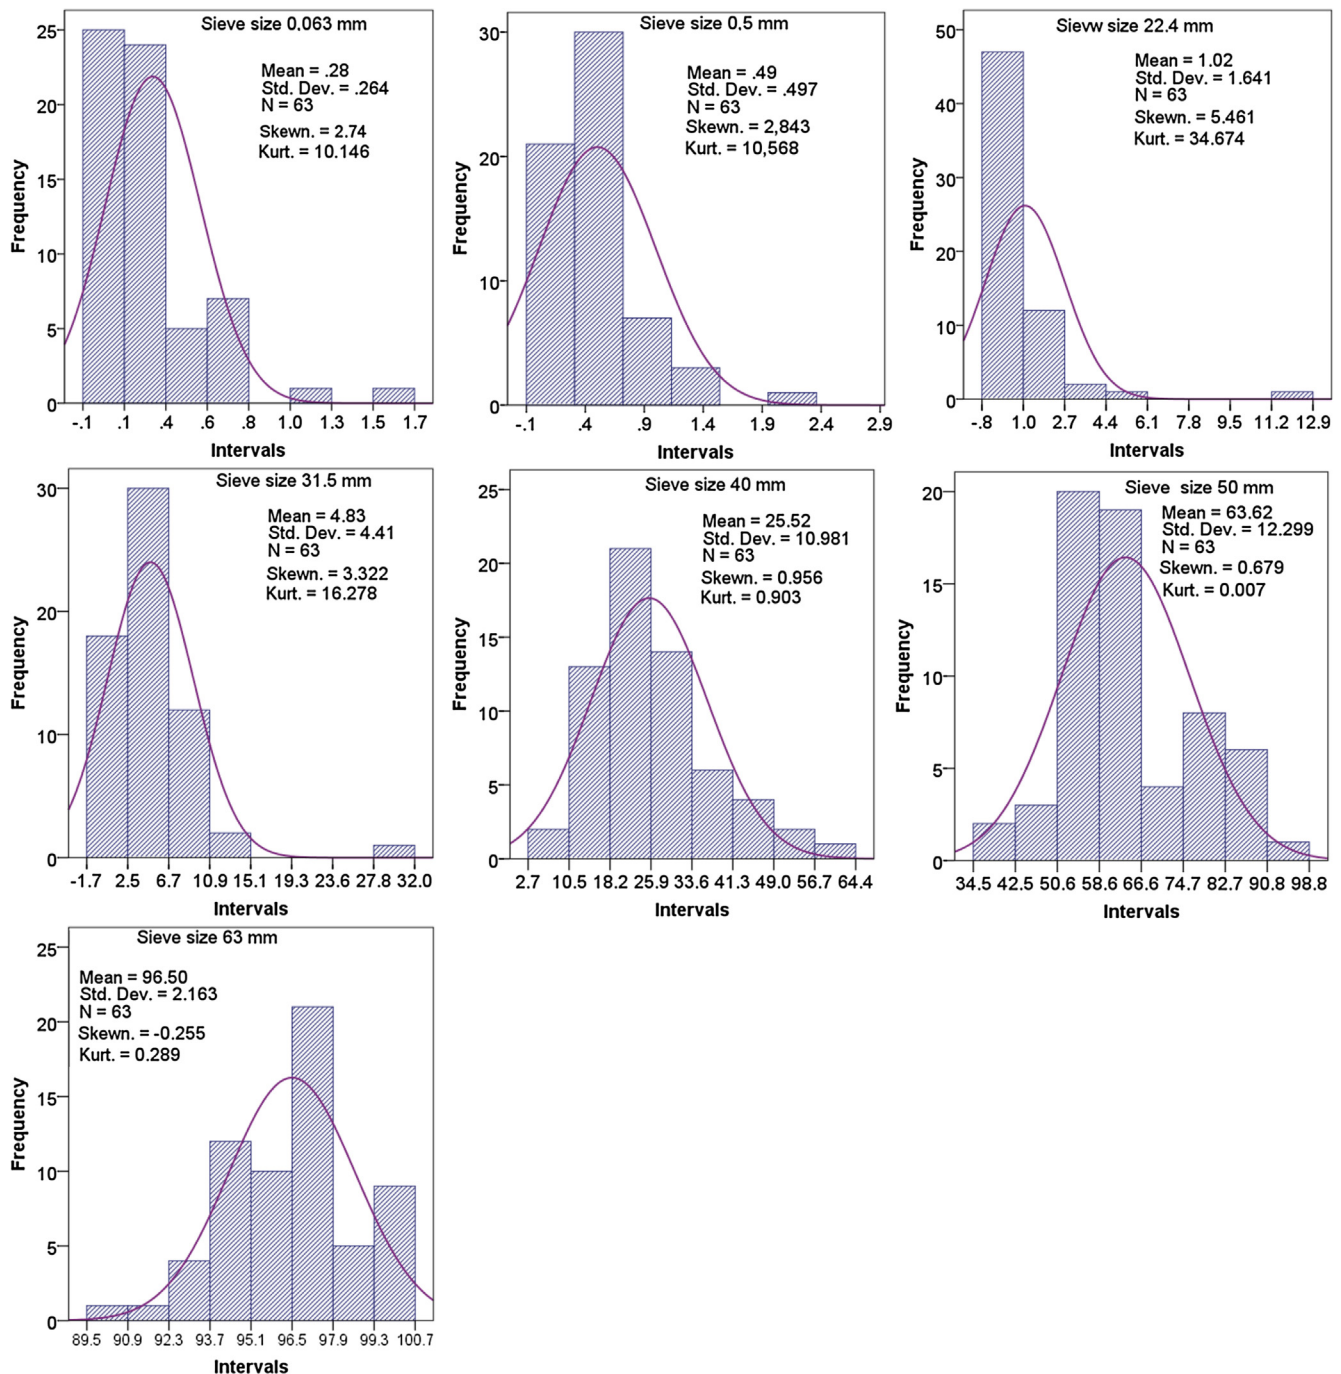 Sieve size 0.063 mm
Mean = .28
Std. Dev. = .264
N = 63
Skewn. = 2.74
Kurt. = 10.146
Frequency
25
20
15
10
5
0
-.1 .1 .4 .6 .8 1.0 1.3 1.5 1.7
Intervals
Sieve size 0,5 mm
Mean = .49
Std. Dev. = .497
N = 63
Skewn. = 2,843
Kurt. = 10,568
Frequency
30
20
10
0
-.1 .4 .9 1.4 1.9 2.4 2.9
Intervals
Sievw size 22.4 mm
Mean = 1.02
Std. Dev. = 1.641
N = 63
Skewn. = 5.461
Kurt. = 34.674
Frequency
50
40
30
20
10
0
-.8 1.0 2.7 4.4 6.1 7.8 9.5 11.2 12.9
Intervals
Sieve size 31.5 mm
Mean = 4.83
Std. Dev. = 4.41
N = 63
Skewn. = 3.322
Kurt. = 16.278
Frequency
30
20
10
0
-1.7 2.5 6.7 10.9 15.1 19.3 23.6 27.8 32.0
Intervals
Sieve size 40 mm
Mean = 25.52
Std. Dev. = 10.981
N = 63
Skewn. = 0.956
Kurt. = 0.903
Frequency
25
20
15
10
5
0
2.7 10.5 18.2 25.9 33.6 41.3 49.0 56.7 64.4
Intervals
Sieve size 50 mm
Mean = 63.62
Std. Dev. = 12.299
N = 63
Skewn. = 0.679
Kurt. = 0.007
Frequency
20
15
10
5
0
34.5 42.5 50.6 58.6 66.6 74.7 82.7 90.8 98.8
Intervals
Sieve size 63 mm
Mean = 96.50
Std. Dev. = 2.163
N = 63
Skewn. = -0.255
Kurt. = 0.289
Frequency
25
20
15
10
5
0
89.5 90.9 92.3 93.7 95.1 96.5 97.9 99.3 100.7
Intervals